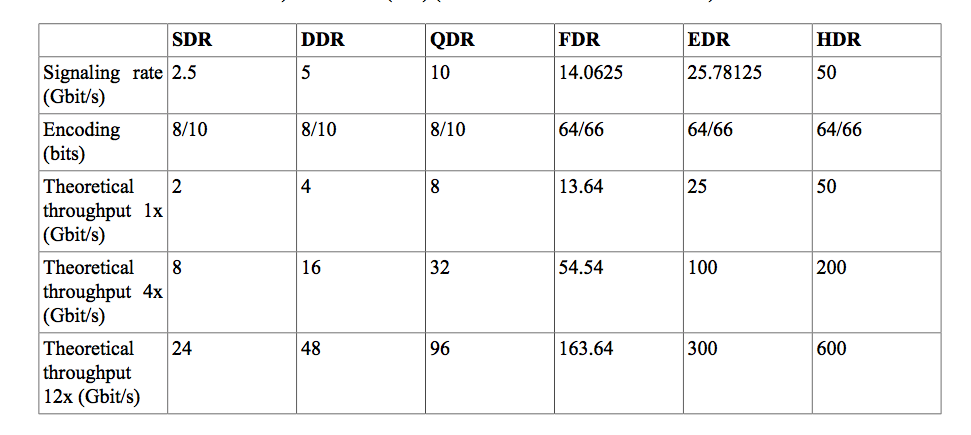 SDR DDR QDR FDR EDR HDR
Signaling rate 2.5 5 10 14.0625 25.78125 50
(Gbit/s)
Encoding 8/10 8/10 8/10 64/66 64/66 64/66
(bits)
Theoretical 2 4 8 13.64 25 50
throughput 1x
(Gbit/s)
Theoretical 8 16 32 54.54 100 200
throughput 4x
(Gbit/s)
Theoretical 24 48 96 163.64 300 600
throughput
12x (Gbit/s)